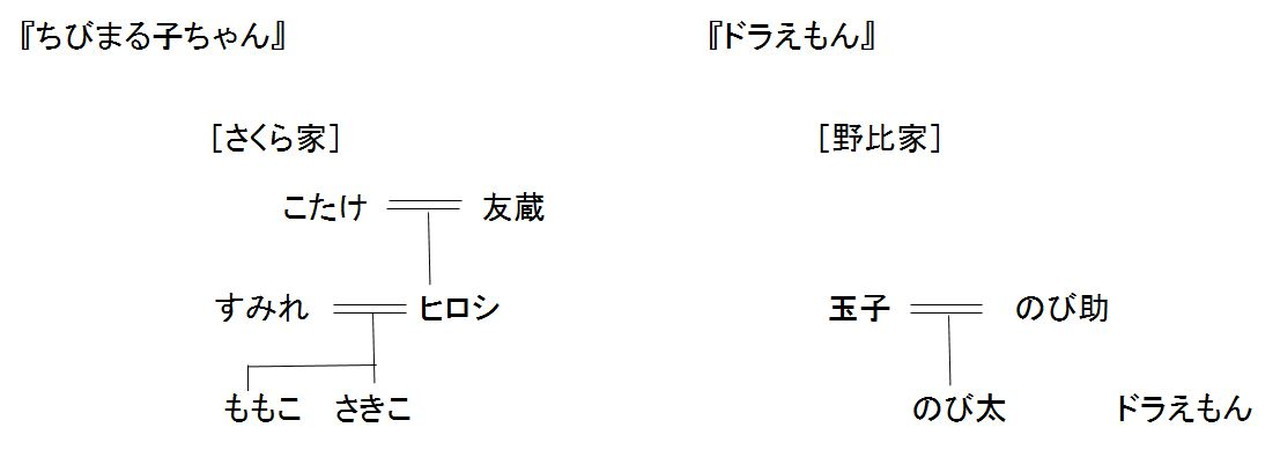 『ちびまる子ちゃん』
[さくら家]
こたけ 友蔵
すみれ ヒロシ
ももこ さきこ
『ドラえもん』
[野比家]
玉子 のび助
のび太 ドラえもん